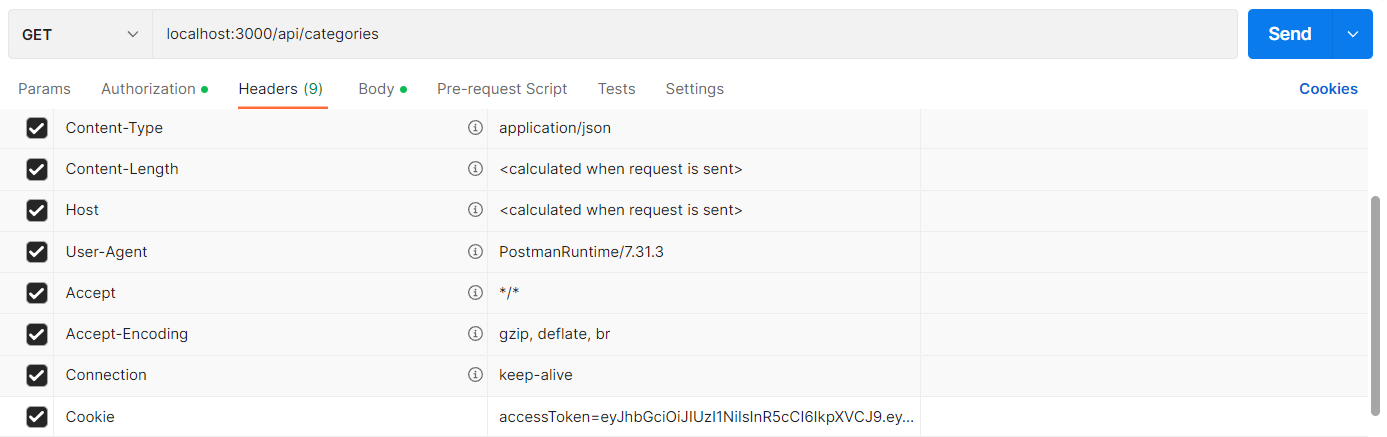 GET localhost:3000/api/categories Send
Params Authorization Headers (9) Body Pre-request Script Tests Settings Cookies
Content-Type application/json
Content-Length <calculated when request is sent>
Host <calculated when request is sent>
User-Agent PostmanRuntime/7.31.3
Accept */*
Accept-Encoding gzip, deflate, br
Connection keep-alive
Cookie accessToken=eyJhbGciOiJIUzI1NiIsInR5cCI6IkpXVCJ9.ey...